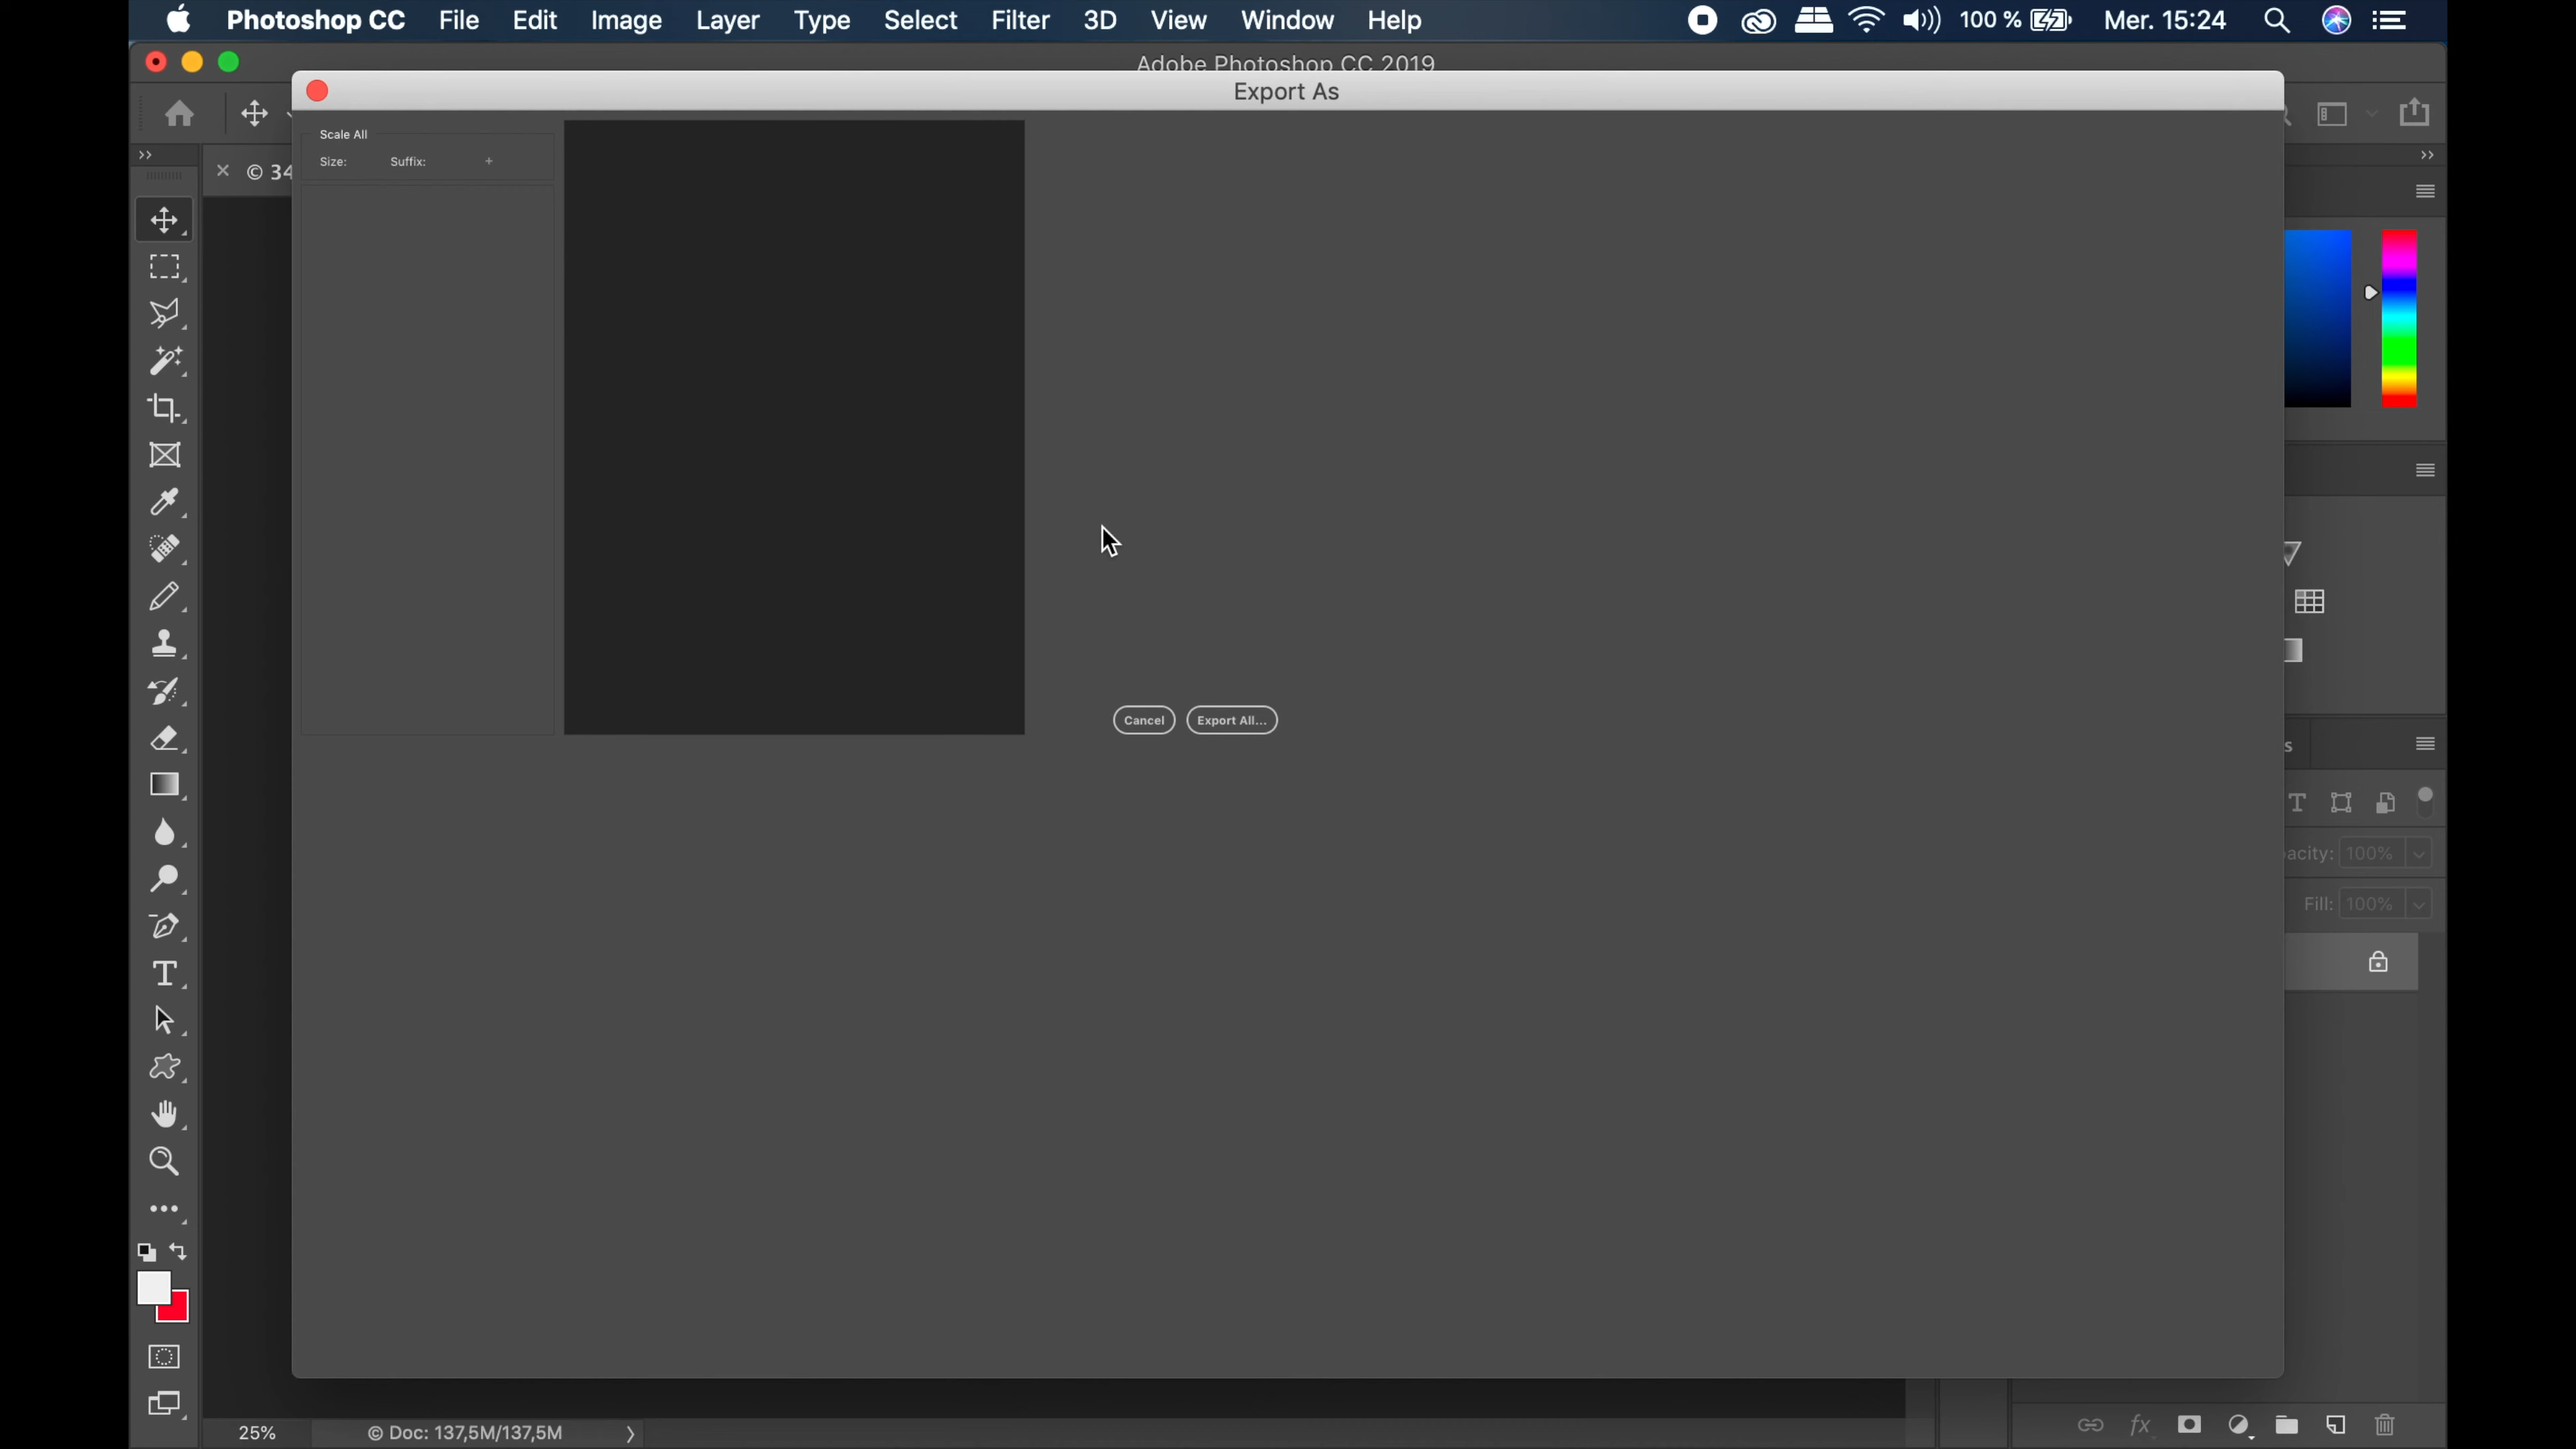 Photoshop CC File Edit Image Layer Type Select Filter 3D View Window Help 100 % Mer. 15:24
Adobe Photoshop CC 2019
Export As
Scale All
Size: Suffix: +
© 34
Cancel Export All...
s
acity: 100%
Fill: 100%
25% © Doc: 137,5M/137,5M